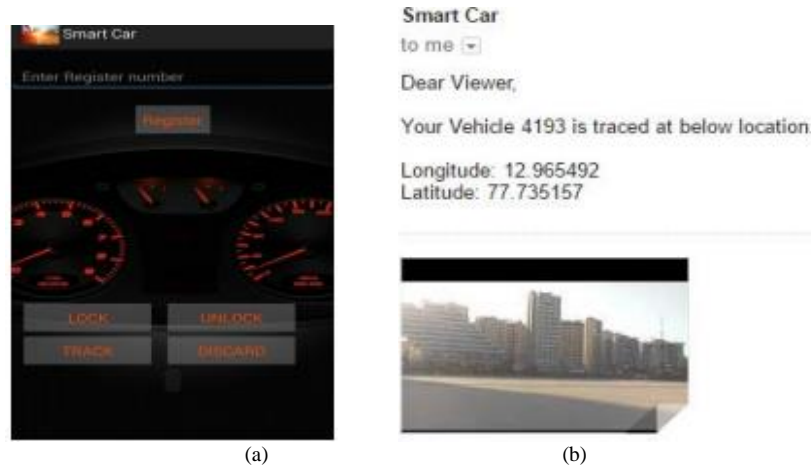 Smart Car
Enter Register number
Register
LOCK UNLOCK
TRACK DISCARD
(a)
Smart Car
to me
Dear Viewer,
Your Vehicle 4193 is traced at below location
Longitude: 12.965492
Latitude: 77.735157
(b)